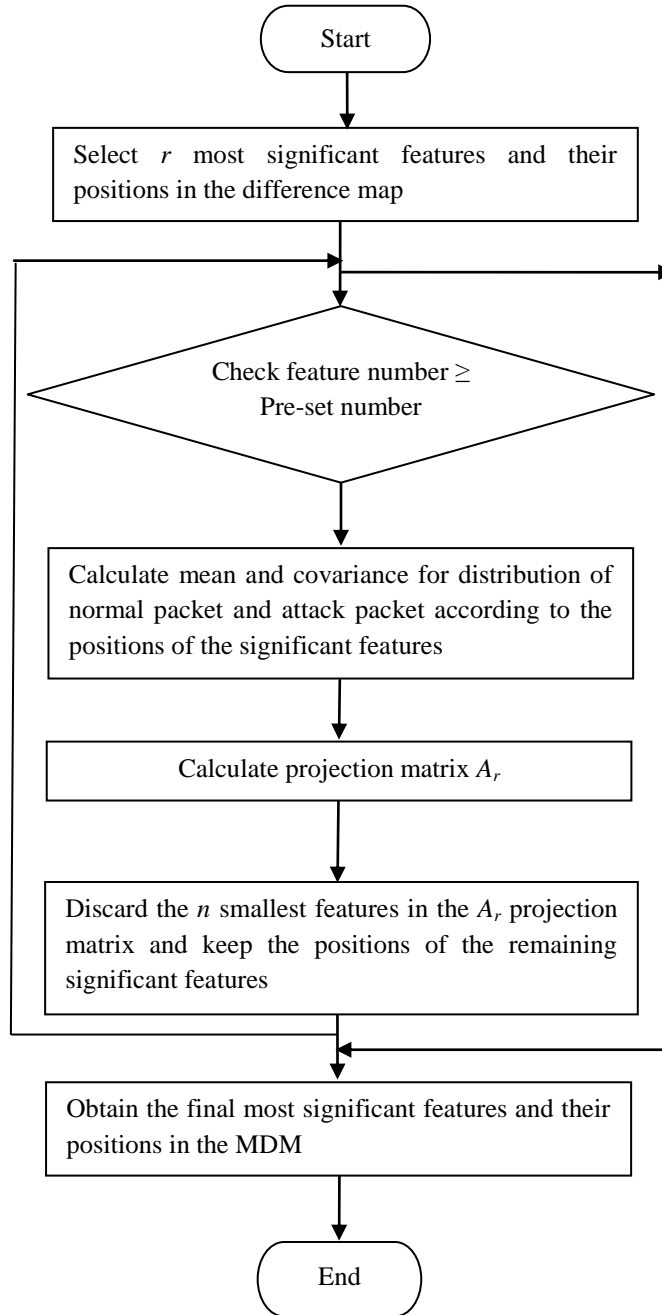 Start
Select r most significant features and their
positions in the difference map
Check feature number ≥
Pre-set number
Calculate mean and covariance for distribution of
normal packet and attack packet according to the
positions of the significant features
Calculate projection matrix Ar
Discard the n smallest features in the Ar projection
matrix and keep the positions of the remaining
significant features
Obtain the final most significant features and their
positions in the MDM
End